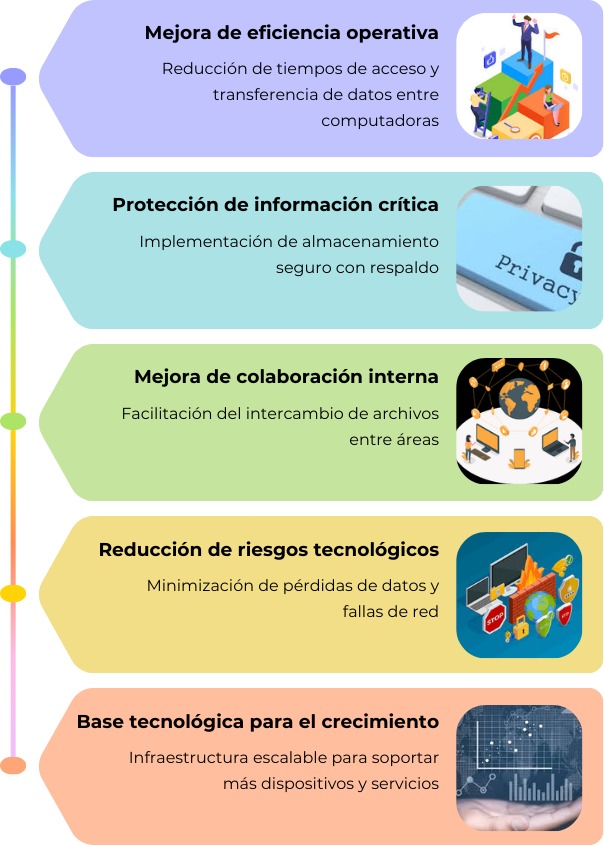 Mejora de eficiencia operativa
Reducción de tiempos de acceso y
transferencia de datos entre
computadoras
Protección de información crítica
Implementación de almacenamiento
seguro con respaldo
Privacy
Mejora de colaboración interna
Facilitación del intercambio de archivos
entre áreas
Reducción de riesgos tecnológicos
Minimización de pérdidas de datos y
fallas de red
STOP
Base tecnológica para el crecimiento
Infraestructura escalable para soportar
más dispositivos y servicios